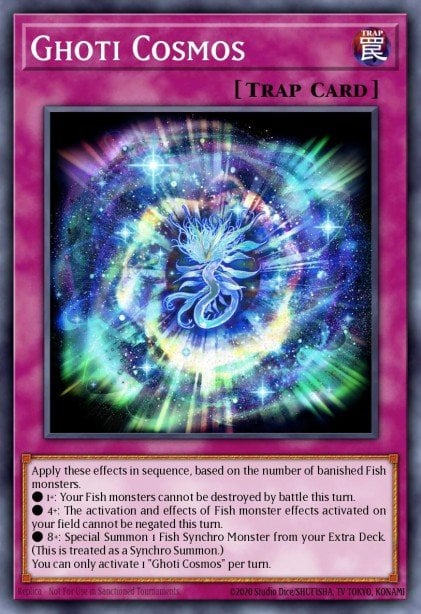 Ghoti Cosmos
TRAP
罠
[Trap Card]
Apply these effects in sequence, based on the number of banished Fish
monsters.
● 1+: Your Fish monsters cannot be destroyed by battle this turn.
● 4+: The activation and effects of Fish monster effects activated on
your field cannot be negated this turn.
● 8+: Special Summon 1 Fish Synchro Monster from your Extra Deck.
(This is treated as a Synchro Summon.)
You can only activate 1 "Ghoti Cosmos" per turn.
Replica - Not For Use in Sanctioned Tournaments
©2020 Studio Dice/SHUEISHA, TV TOKYO, KONAMI